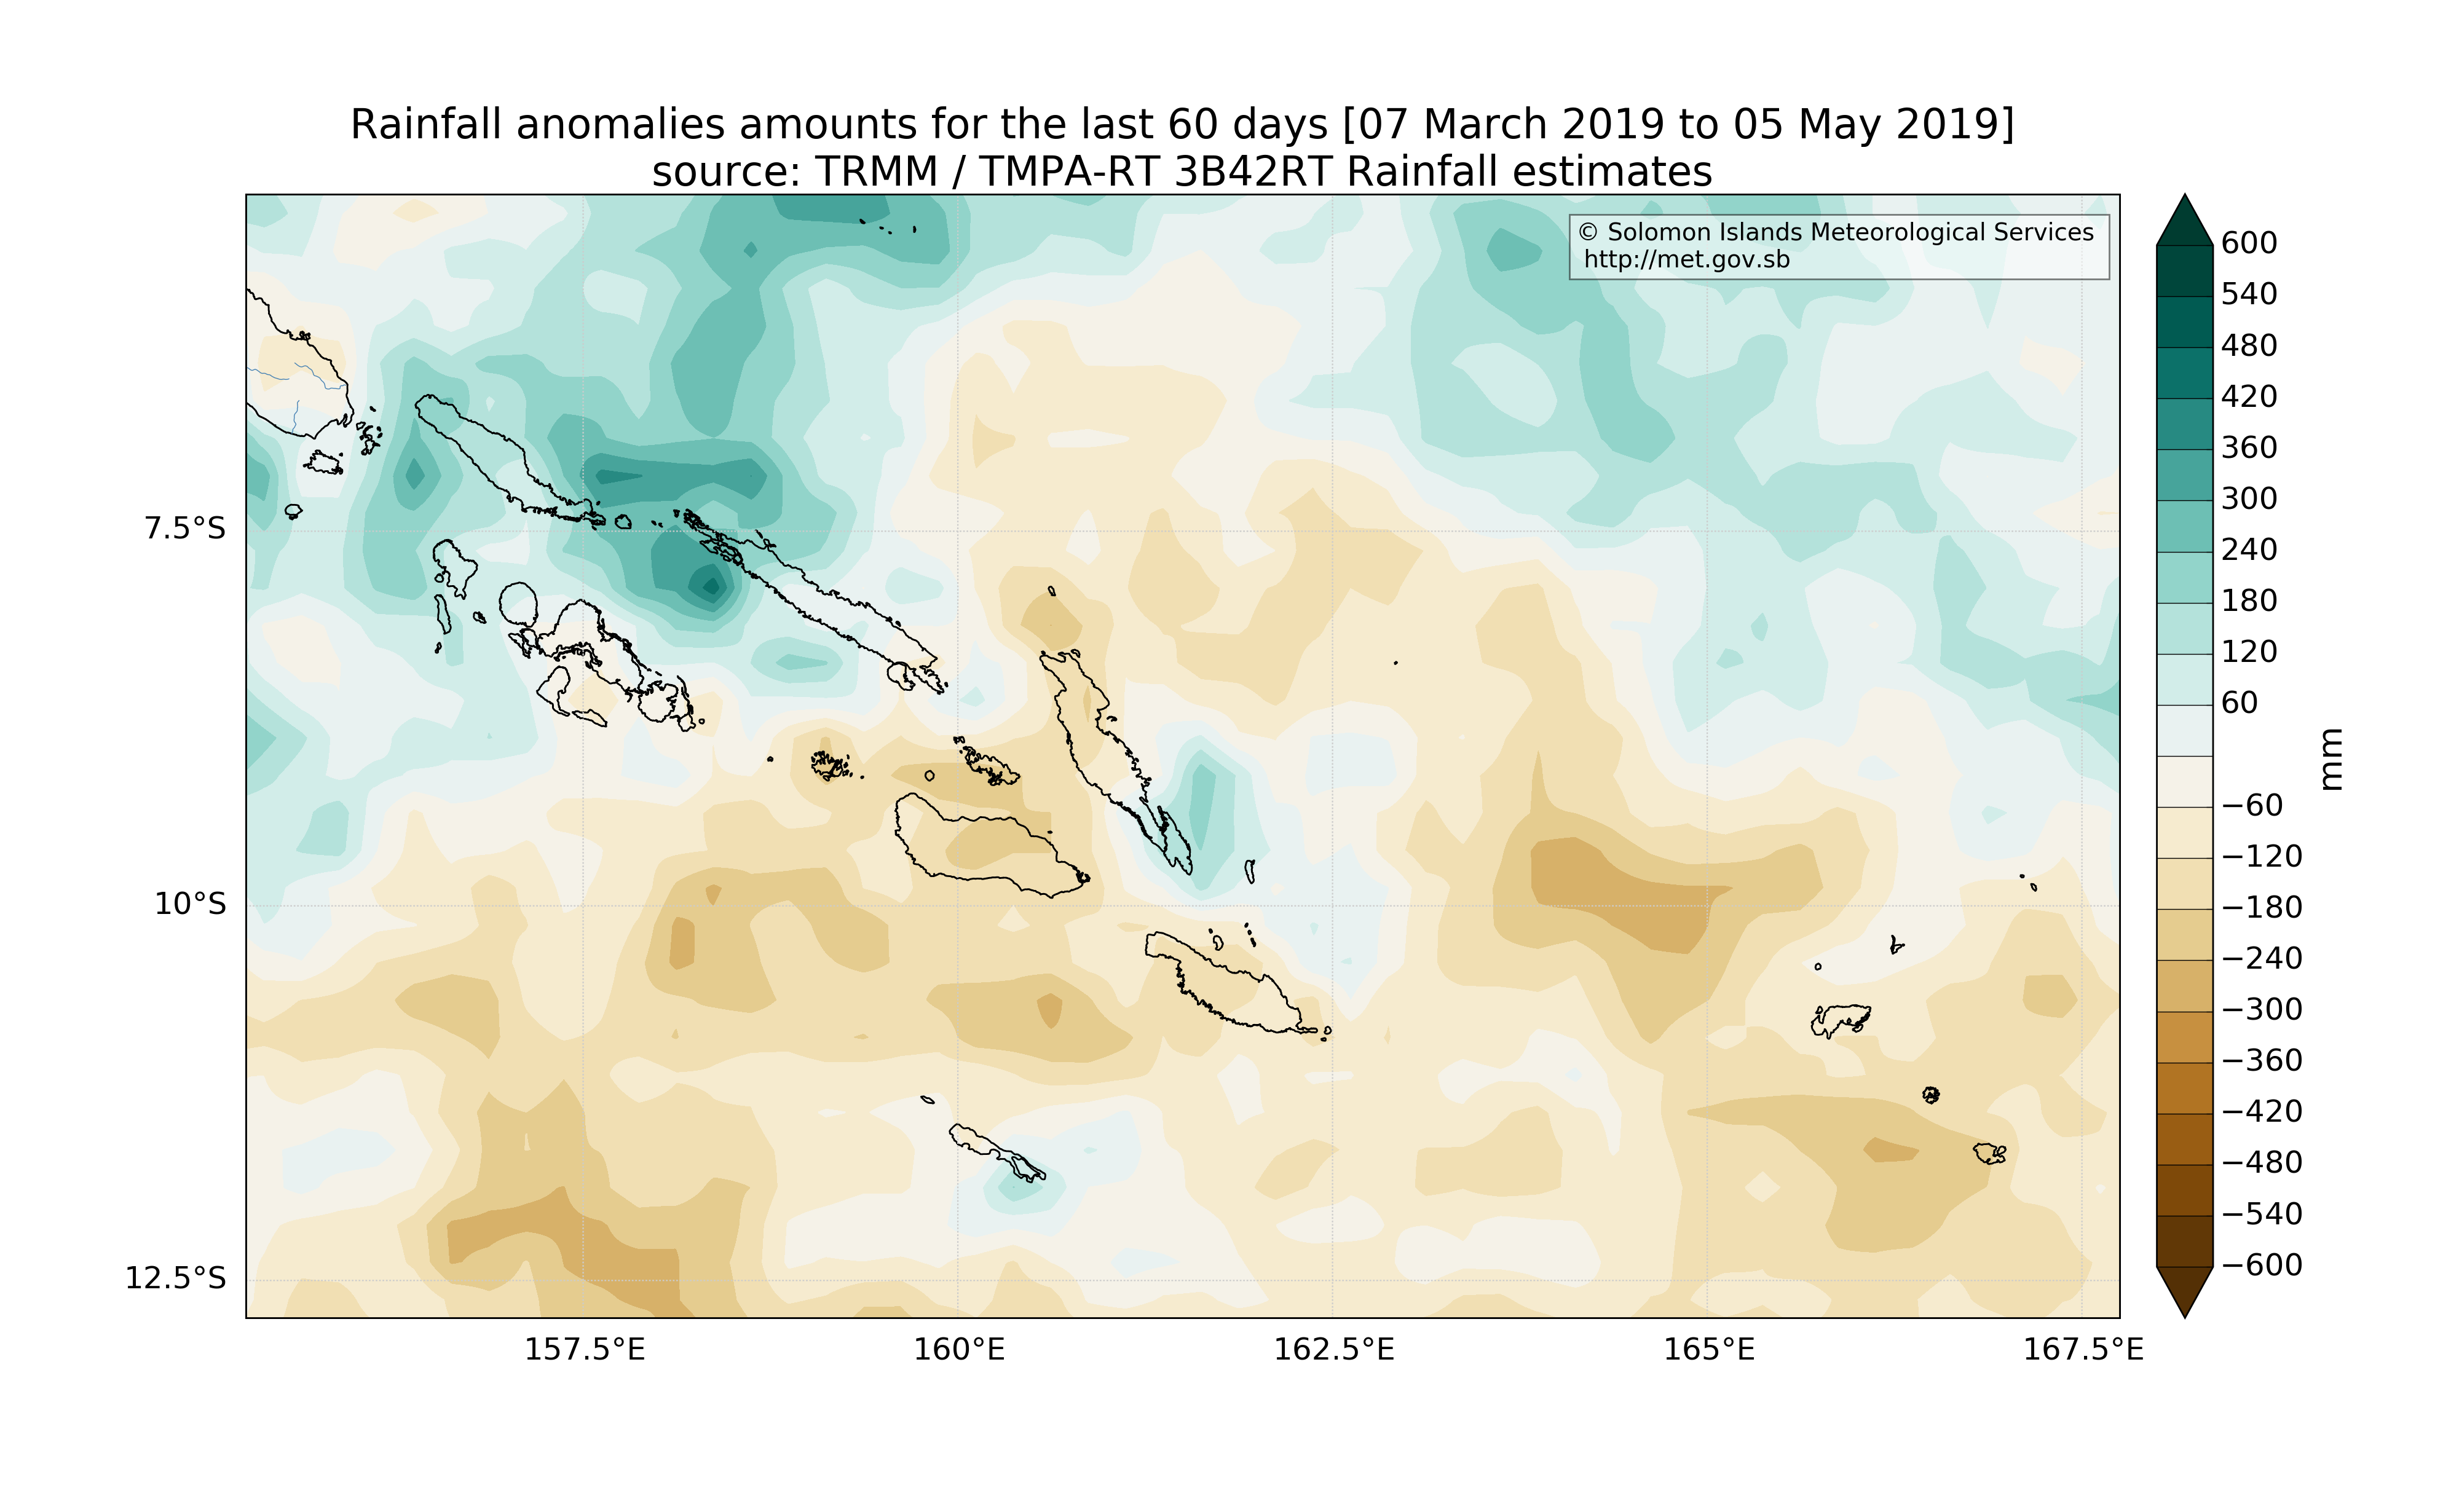 Rainfall anomalies amounts for the last 60 days [07 March 2019 to 05 May 2019]
source: TRMM / TMPA-RT 3B42RT Rainfall estimates
© Solomon Islands Meteorological Services
http://met.gov.sb
7.5°S
10°S
12.5°S
157.5°E
160°E
162.5°E
165°E
167.5°E
600
540
480
420
360
300
240
180
120
60
−60
−120
−180
−240
−300
−360
−420
−480
−540
−600
mm